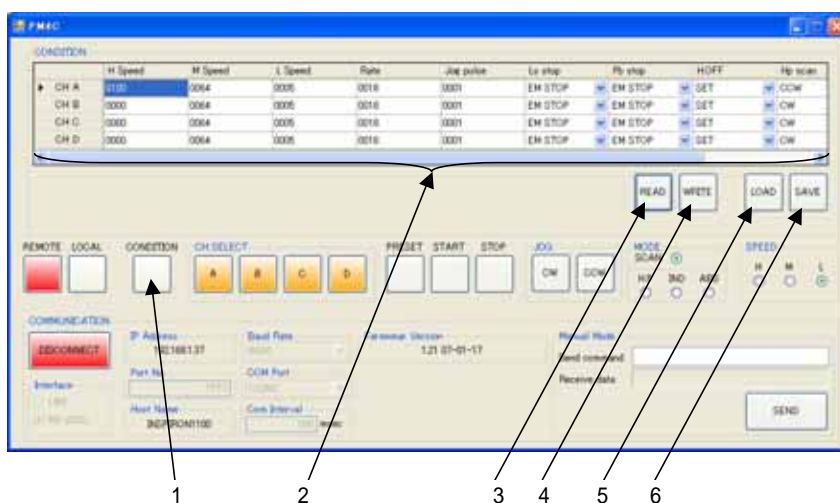 PM4C
CONDITION
H Speed M Speed L Speed Rate Jog pulse Ls stop Pb stop HOFF Hp scan
CH A 0100 0064 0005 0018 0001 EM STOP EM STOP SET CCW
CH B 0000 0064 0005 0018 0001 EM STOP EM STOP SET CW
CH C 0000 0064 0005 0018 0001 EM STOP EM STOP SET CW
CH D 0000 0064 0005 0018 0001 EM STOP EM STOP SET CW
READ WRITE LOAD SAVE
REMOTE LOCAL CONDITION CH.SELECT PRESET START STOP JOG MODE SPEED
SCAN
A B C D CW CCW H.P IND ABS H M L
COMMUNICATION
DISCONNECT
IP Address Baud Rate Version Manual Mode
1.21 07-01-17
Send command
Interface Port No COM Port Receive data
Host Name Com Interval
INSPIRON1100 msec
SEND
1 2 3 4 5 6